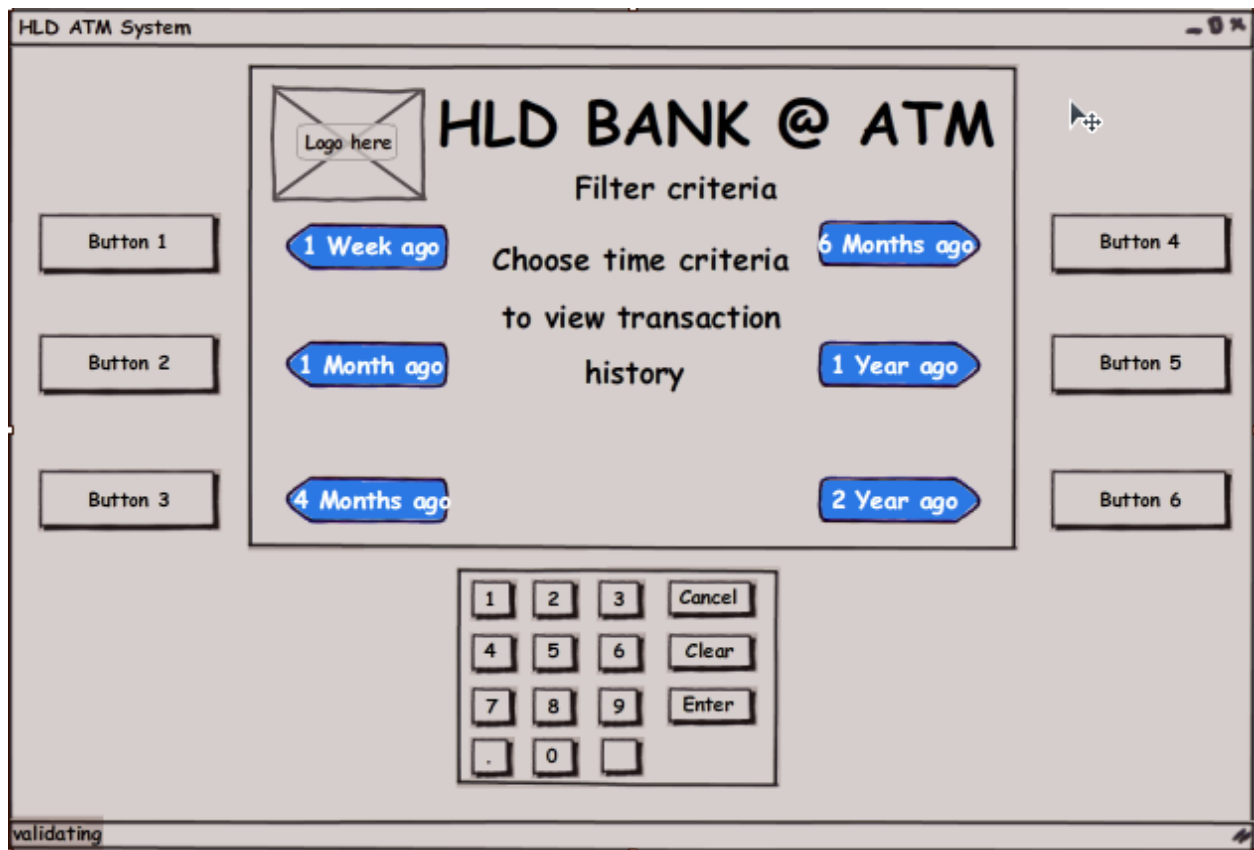 HLD ATM System
Logo here
HLD BANK @ ATM
Filter criteria
Button 1
1 Week ago
Choose time criteria
6 Months ago
Button 4
to view transaction
Button 2
1 Month ago
history
1 Year ago
Button 5
Button 3
4 Months ago
2 Year ago
Button 6
1 2 3 Cancel
4 5 6 Clear
7 8 9 Enter
. 0
validating